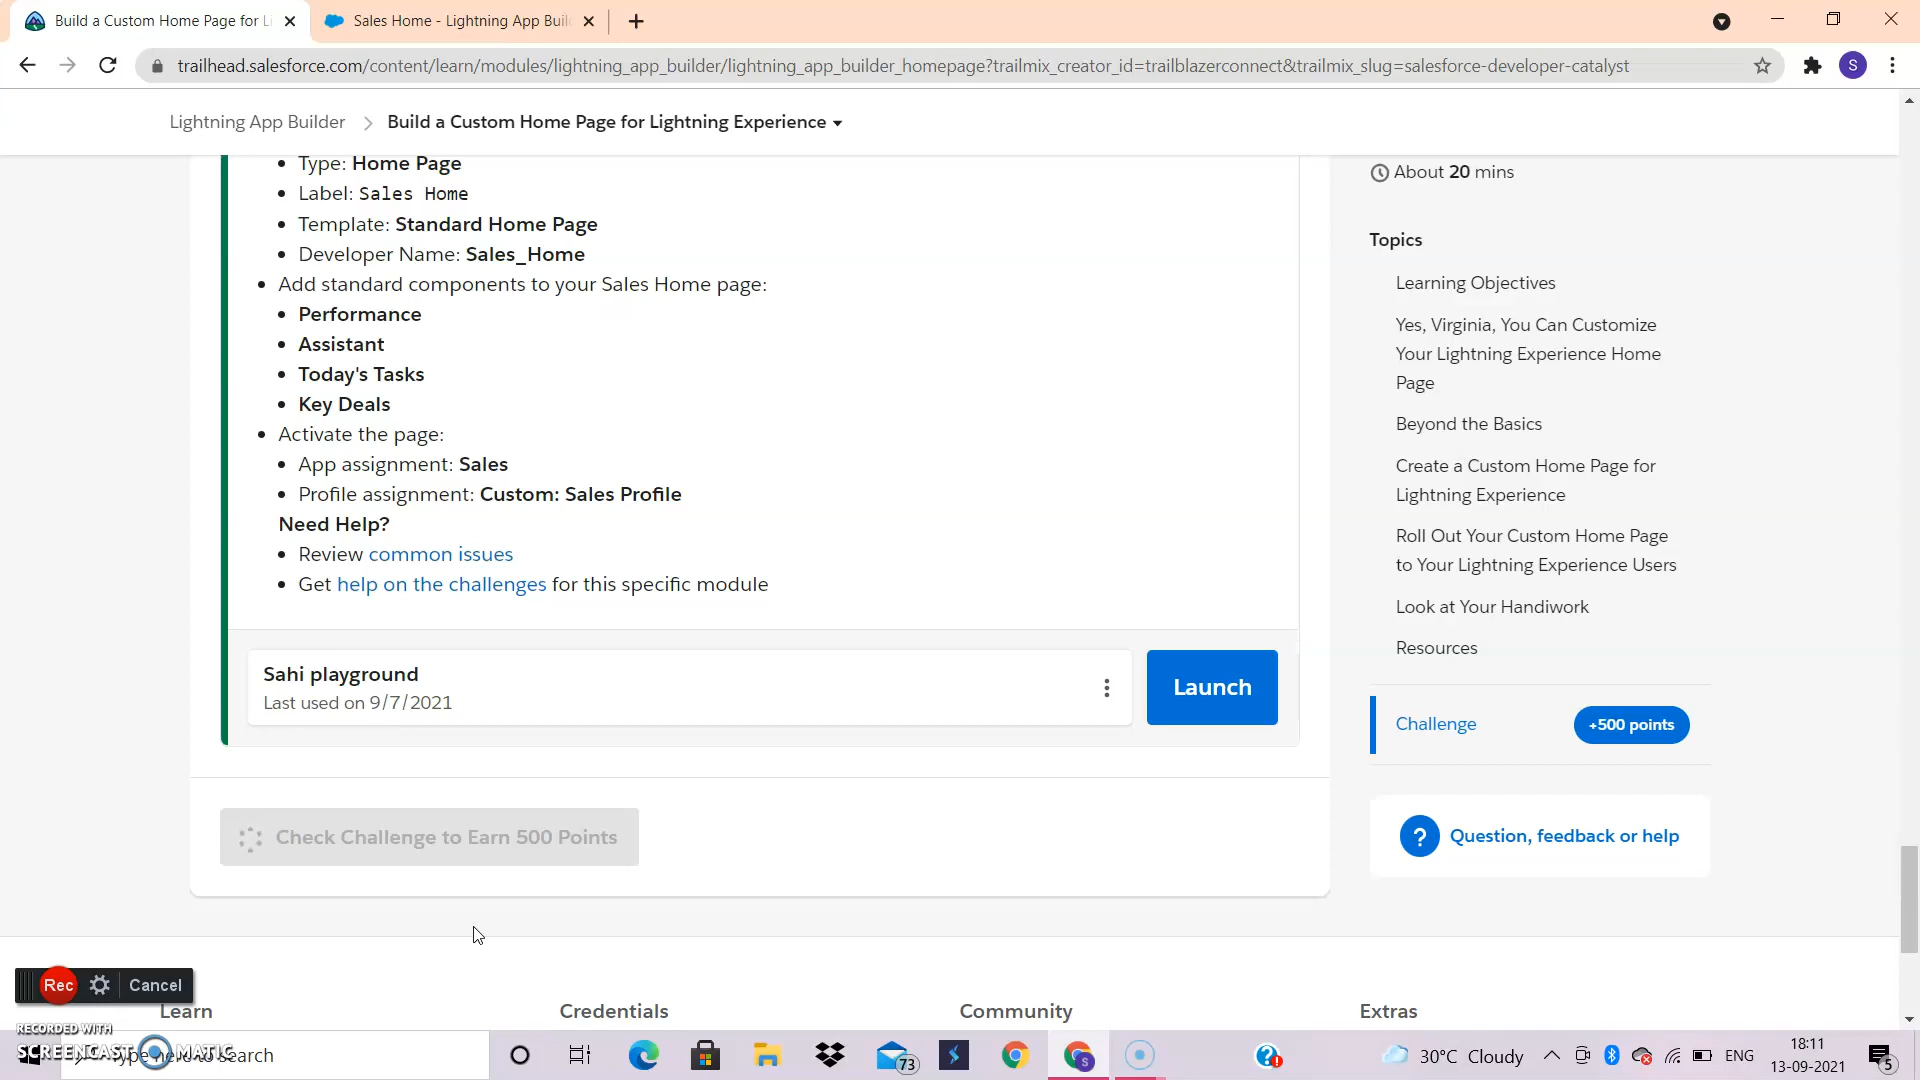 Build a Custom Home Page for Li
Sales Home - Lightning App Buil
trailhead.salesforce.com/content/learn/modules/lightning_app_builder/lightning_app_builder_homepage?trailmix_creator_id=trailblazerconnect&trailmix_slug=salesforce-developer-catalyst
S
Lightning App Builder
Build a Custom Home Page for Lightning Experience
Type: Home Page
Label: Sales Home
Template: Standard Home Page
Developer Name: Sales_Home
Add standard components to your Sales Home page:
Performance
Assistant
Today's Tasks
Key Deals
Activate the page:
App assignment: Sales
Profile assignment: Custom: Sales Profile
Need Help?
Review common issues
Get help on the challenges for this specific module
Sahi playground
Last used on 9/7/2021
Launch
Check Challenge to Earn 500 Points
About 20 mins
Topics
Learning Objectives
Yes, Virginia, You Can Customize
Your Lightning Experience Home
Page
Beyond the Basics
Create a Custom Home Page for
Lightning Experience
Roll Out Your Custom Home Page
to Your Lightning Experience Users
Look at Your Handiwork
Resources
Challenge
+500 points
? Question, feedback or help
Rec
Cancel
Learn
Credentials
Community
Extras
RECORDED WITH
SCREENCAST MATIC
Type here to search
73
S
30°C Cloudy
ENG
18:11
13-09-2021
5